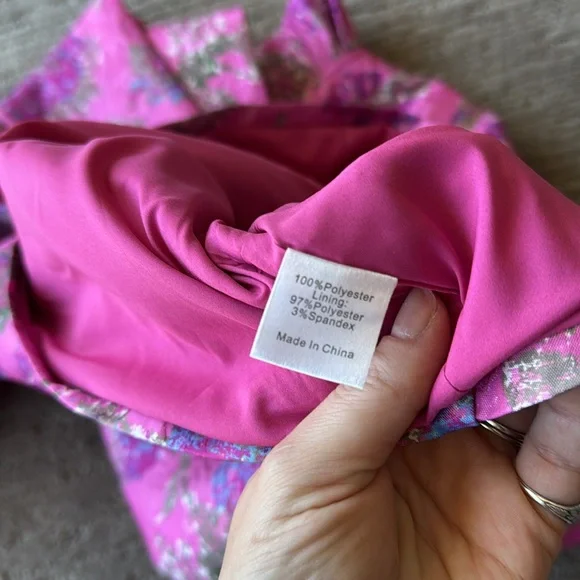 100%Polyester
Lining:
97%Polyester
3%Spandex
Made In China